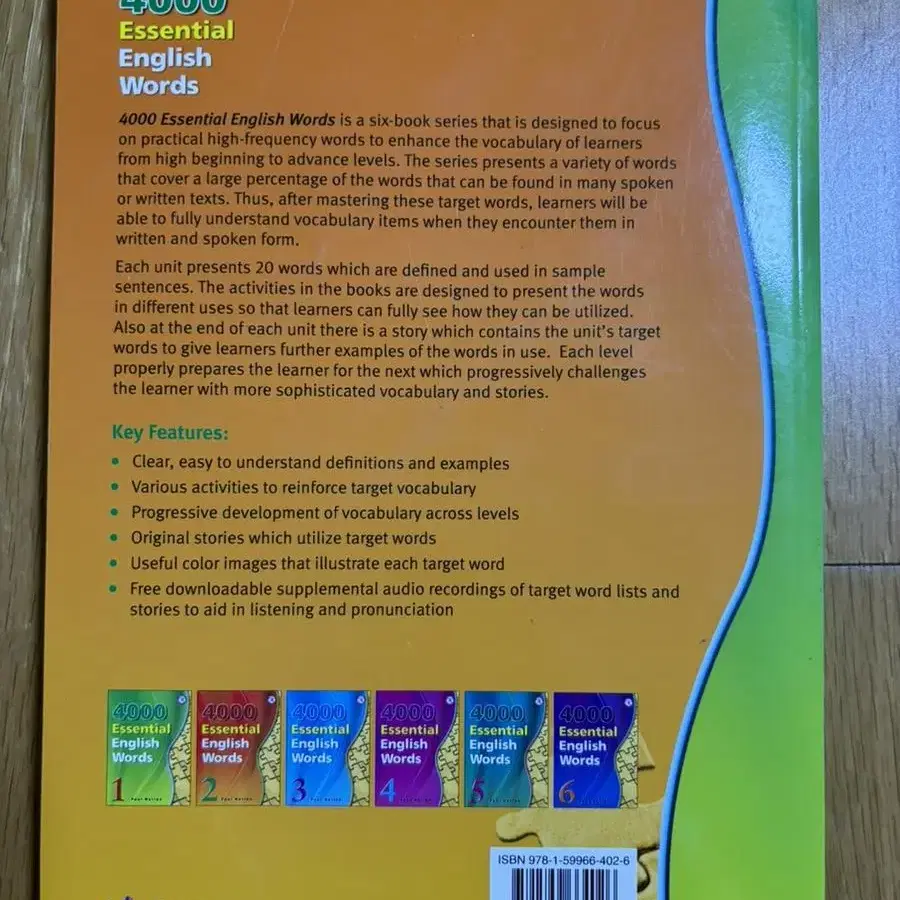 4000
Essential
English
Words
4000 Essential English Words is a six-book series that is designed to focus
on practical high-frequency words to enhance the vocabulary of learners
from high beginning to advance levels. The series presents a variety of words
that cover a large percentage of the words that can be found in many spoken
or written texts. Thus, after mastering these target words, learners will be
able to fully understand vocabulary items when they encounter them in
written and spoken form.
Each unit presents 20 words which are defined and used in sample
sentences. The activities in the books are designed to present the words
in different uses so that learners can fully see how they can be utilized.
Also at the end of each unit there is a story which contains the unit's target
words to give learners further examples of the words in use. Each level
properly prepares the learner for the next which progressively challenges
the learner with more sophisticated vocabulary and stories.
Key Features:
• Clear, easy to understand definitions and examples
• Various activities to reinforce target vocabulary
• Progressive development of vocabulary across levels
• Original stories which utilize target words
• Useful color images that illustrate each target word
• Free downloadable supplemental audio recordings of target word lists and
stories to aid in listening and pronunciation
4000
Essential
English
Words
1
4000
Essential
English
Words
2
4000
Essential
English
Words
3
4000
Essential
English
Words
4
4000
Essential
English
Words
5
4000
Essential
English
Words
6
ISBN 978-1-59966-402-6